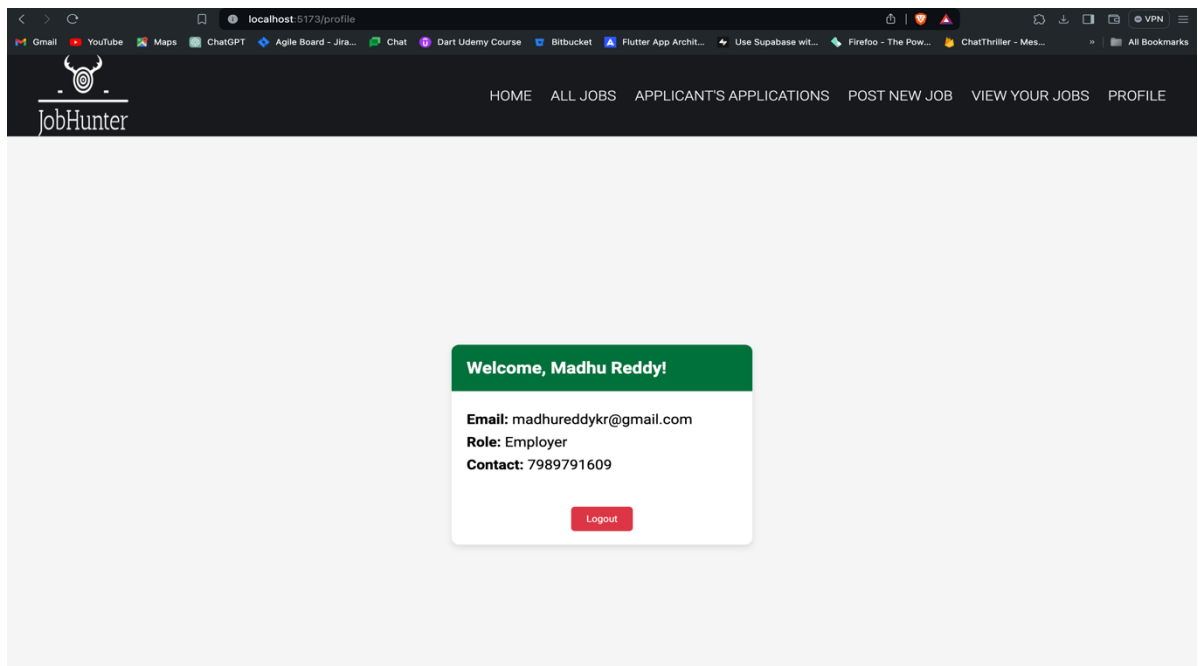 localhost:5173/profile
VPN
Gmail YouTube Maps ChatGPT Agile Board - Jira... Chat Dart Udemy Course Bitbucket Flutter App Archit... Use Supabase wit... Firefoo - The Pow... ChatThriller - Mes... » All Bookmarks
JobHunter
HOME ALL JOBS APPLICANT'S APPLICATIONS POST NEW JOB VIEW YOUR JOBS PROFILE
Welcome, Madhu Reddy!
Email: madhureddykr@gmail.com
Role: Employer
Contact: 7989791609
Logout